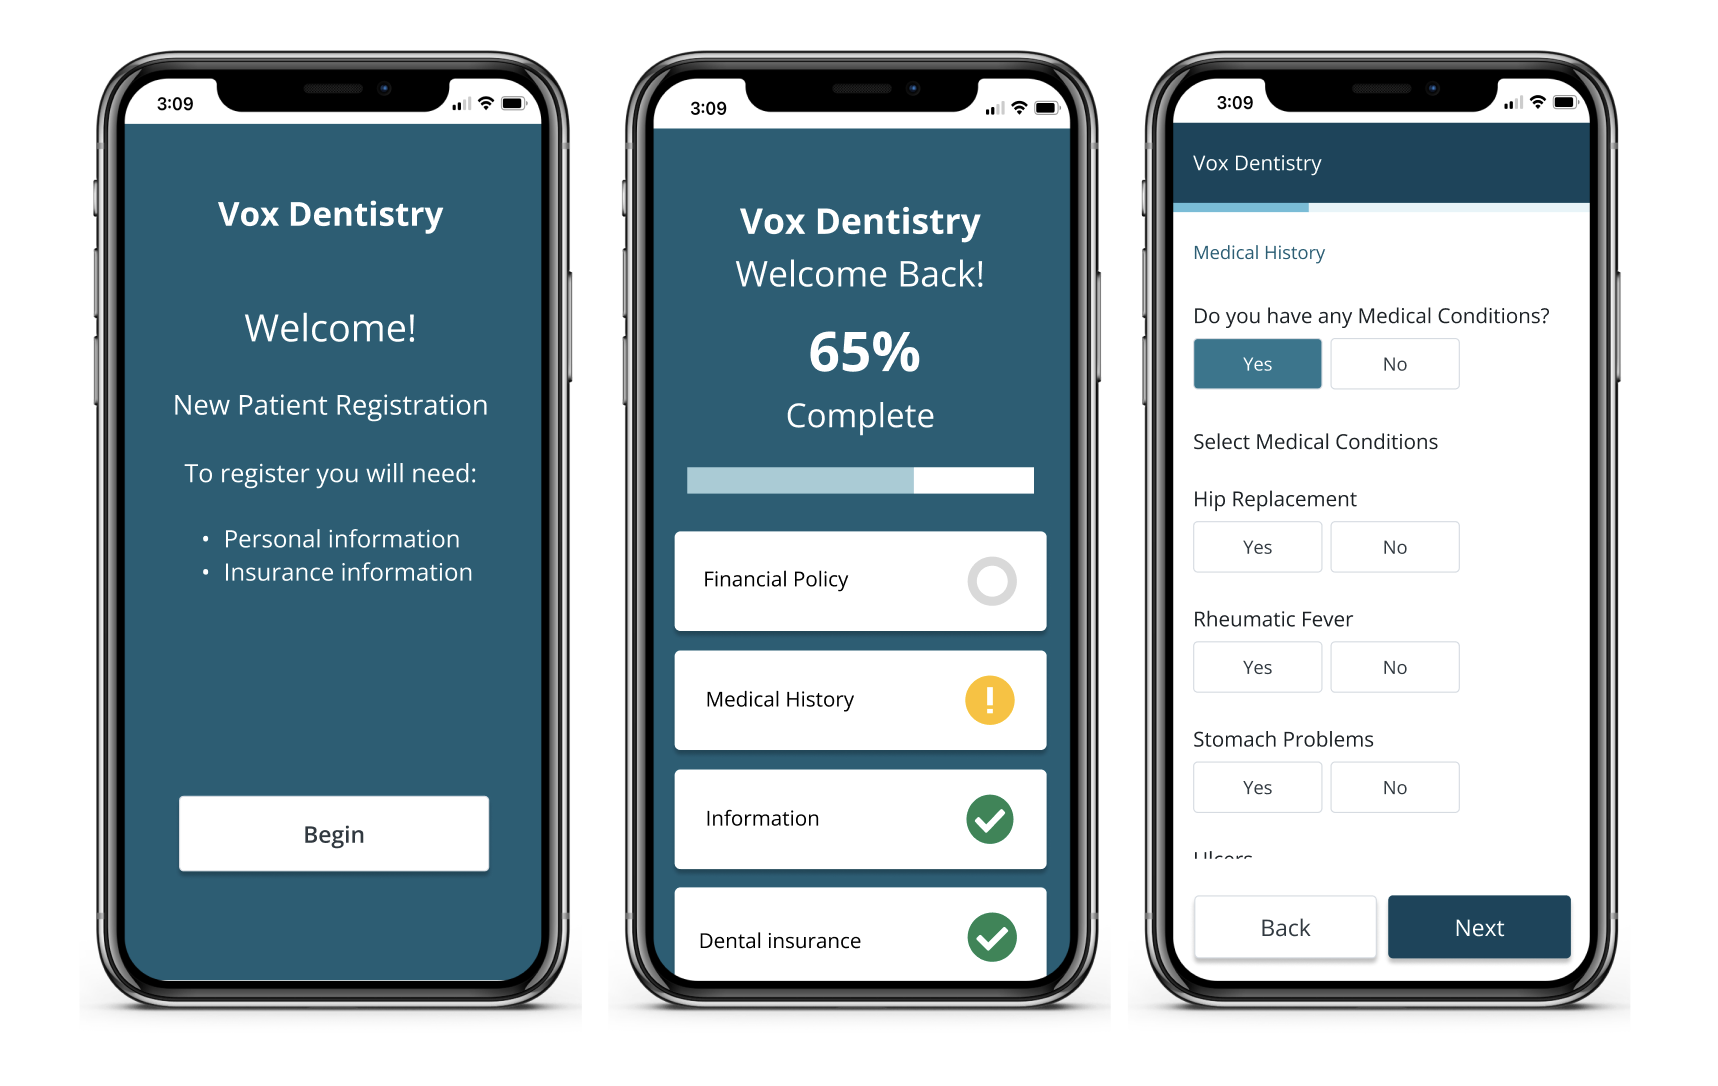 3:09
Vox Dentistry
Welcome!
New Patient Registration
To register you will need:
• Personal information
• Insurance information
Begin
3:09
Vox Dentistry
Welcome Back!
65%
Complete
Financial Policy
Medical History
!
Information
Dental insurance
3:09
Vox Dentistry
Medical History
Do you have any Medical Conditions?
Yes No
Select Medical Conditions
Hip Replacement
Yes No
Rheumatic Fever
Yes No
Stomach Problems
Yes No
Ulcers
Back Next